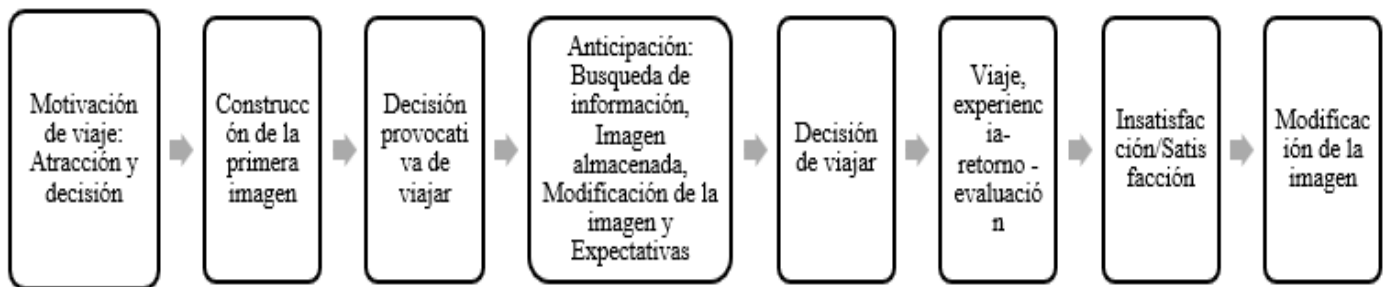 Motivación
de viaje:
Atracción y
decisión
Construcc
ón de la
primera
imagen
Decisión
provocati
va de
viajar
Anticipación:
Busqueda de
información,
Imagen
almacenada,
Modificación de la
imagen y
Expectativas
Decisión
de viajar
Viaje,
experienc
ia-
retorno -
evaluació
n
Insatisfac
ción/Satis
facción
Modificac
ión de la
imagen